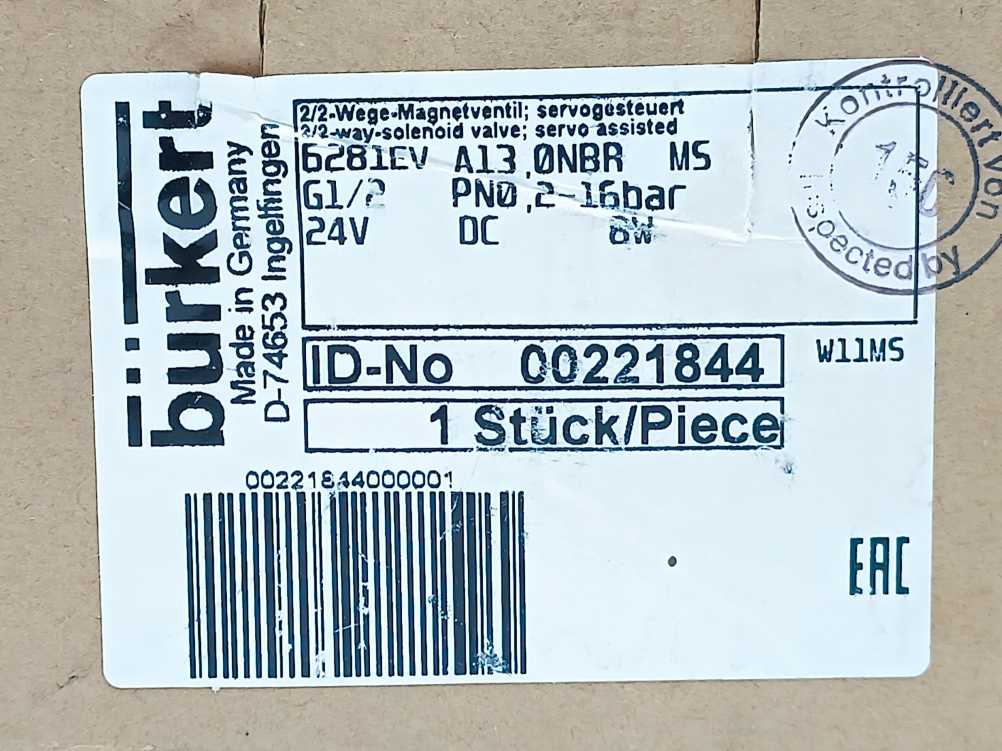 bürkert
Made in Germany
D-74653 Ingelfingen
2/2-Wege-Magnetventil; servogesteuert
2/2-way-solenoid valve; servo assisted
6281EV A13,0NBR MS
G1/2 PN0,2-16bar
24V DC 8W
ID-No 00221844
W11MS
1 Stück/Piece
00221844000001
EAC
Kontrolliert von
Inspected by